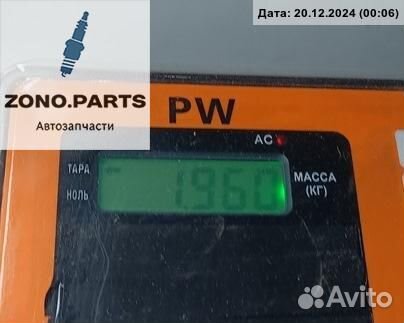 Дата: 20.12.2024 (00:06)
ZONO.PARTS
Автозапчасти
PW
AC
ТАРА
НОЛЬ
1.960
МАССА
(КГ)
Avito